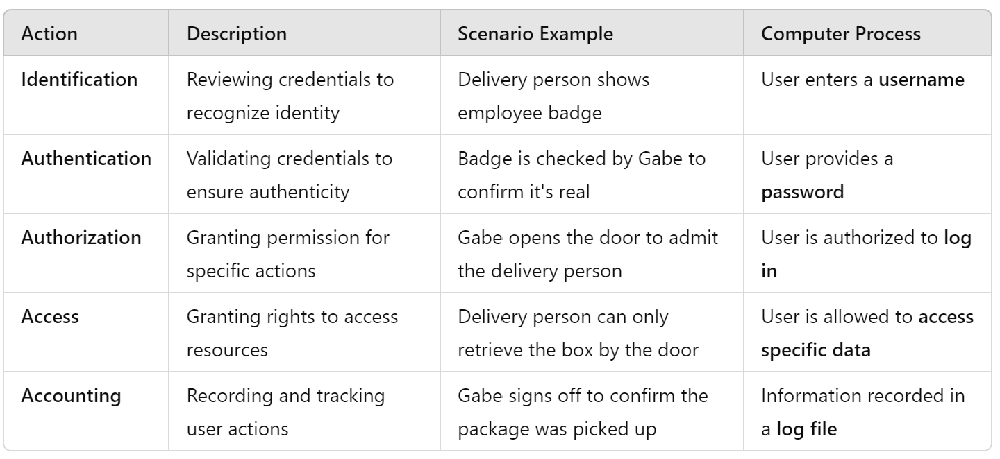 Action Description Scenario Example Computer Process
Identification Reviewing credentials to Delivery person shows User enters a username
recognize identity employee badge
Authentication Validating credentials to Badge is checked by Gabe to User provides a
ensure authenticity confirm it's real password
Authorization Granting permission for Gabe opens the door to admit User is authorized to log
specific actions the delivery person in
Access Granting rights to access Delivery person can only User is allowed to access
resources retrieve the box by the door specific data
Accounting Recording and tracking Gabe signs off to confirm the Information recorded in
user actions package was picked up a log file